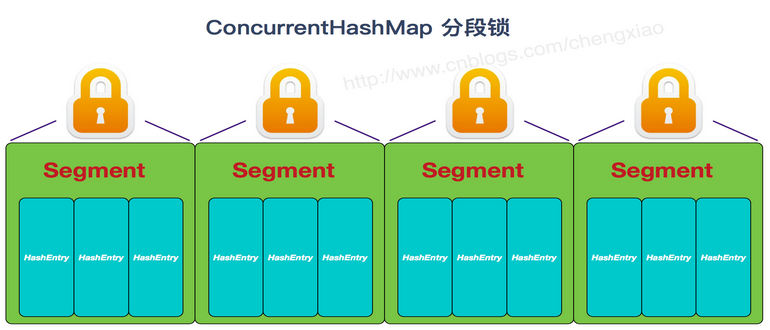 ConcurrentHashMap 分段锁
http://www.cnblogs.com/chengxiao
Segment Segment Segment Segment
HashEntry HashEntry HashEntry HashEntry HashEntry HashEntry HashEntry HashEntry HashEntry HashEntry HashEntry HashEntry